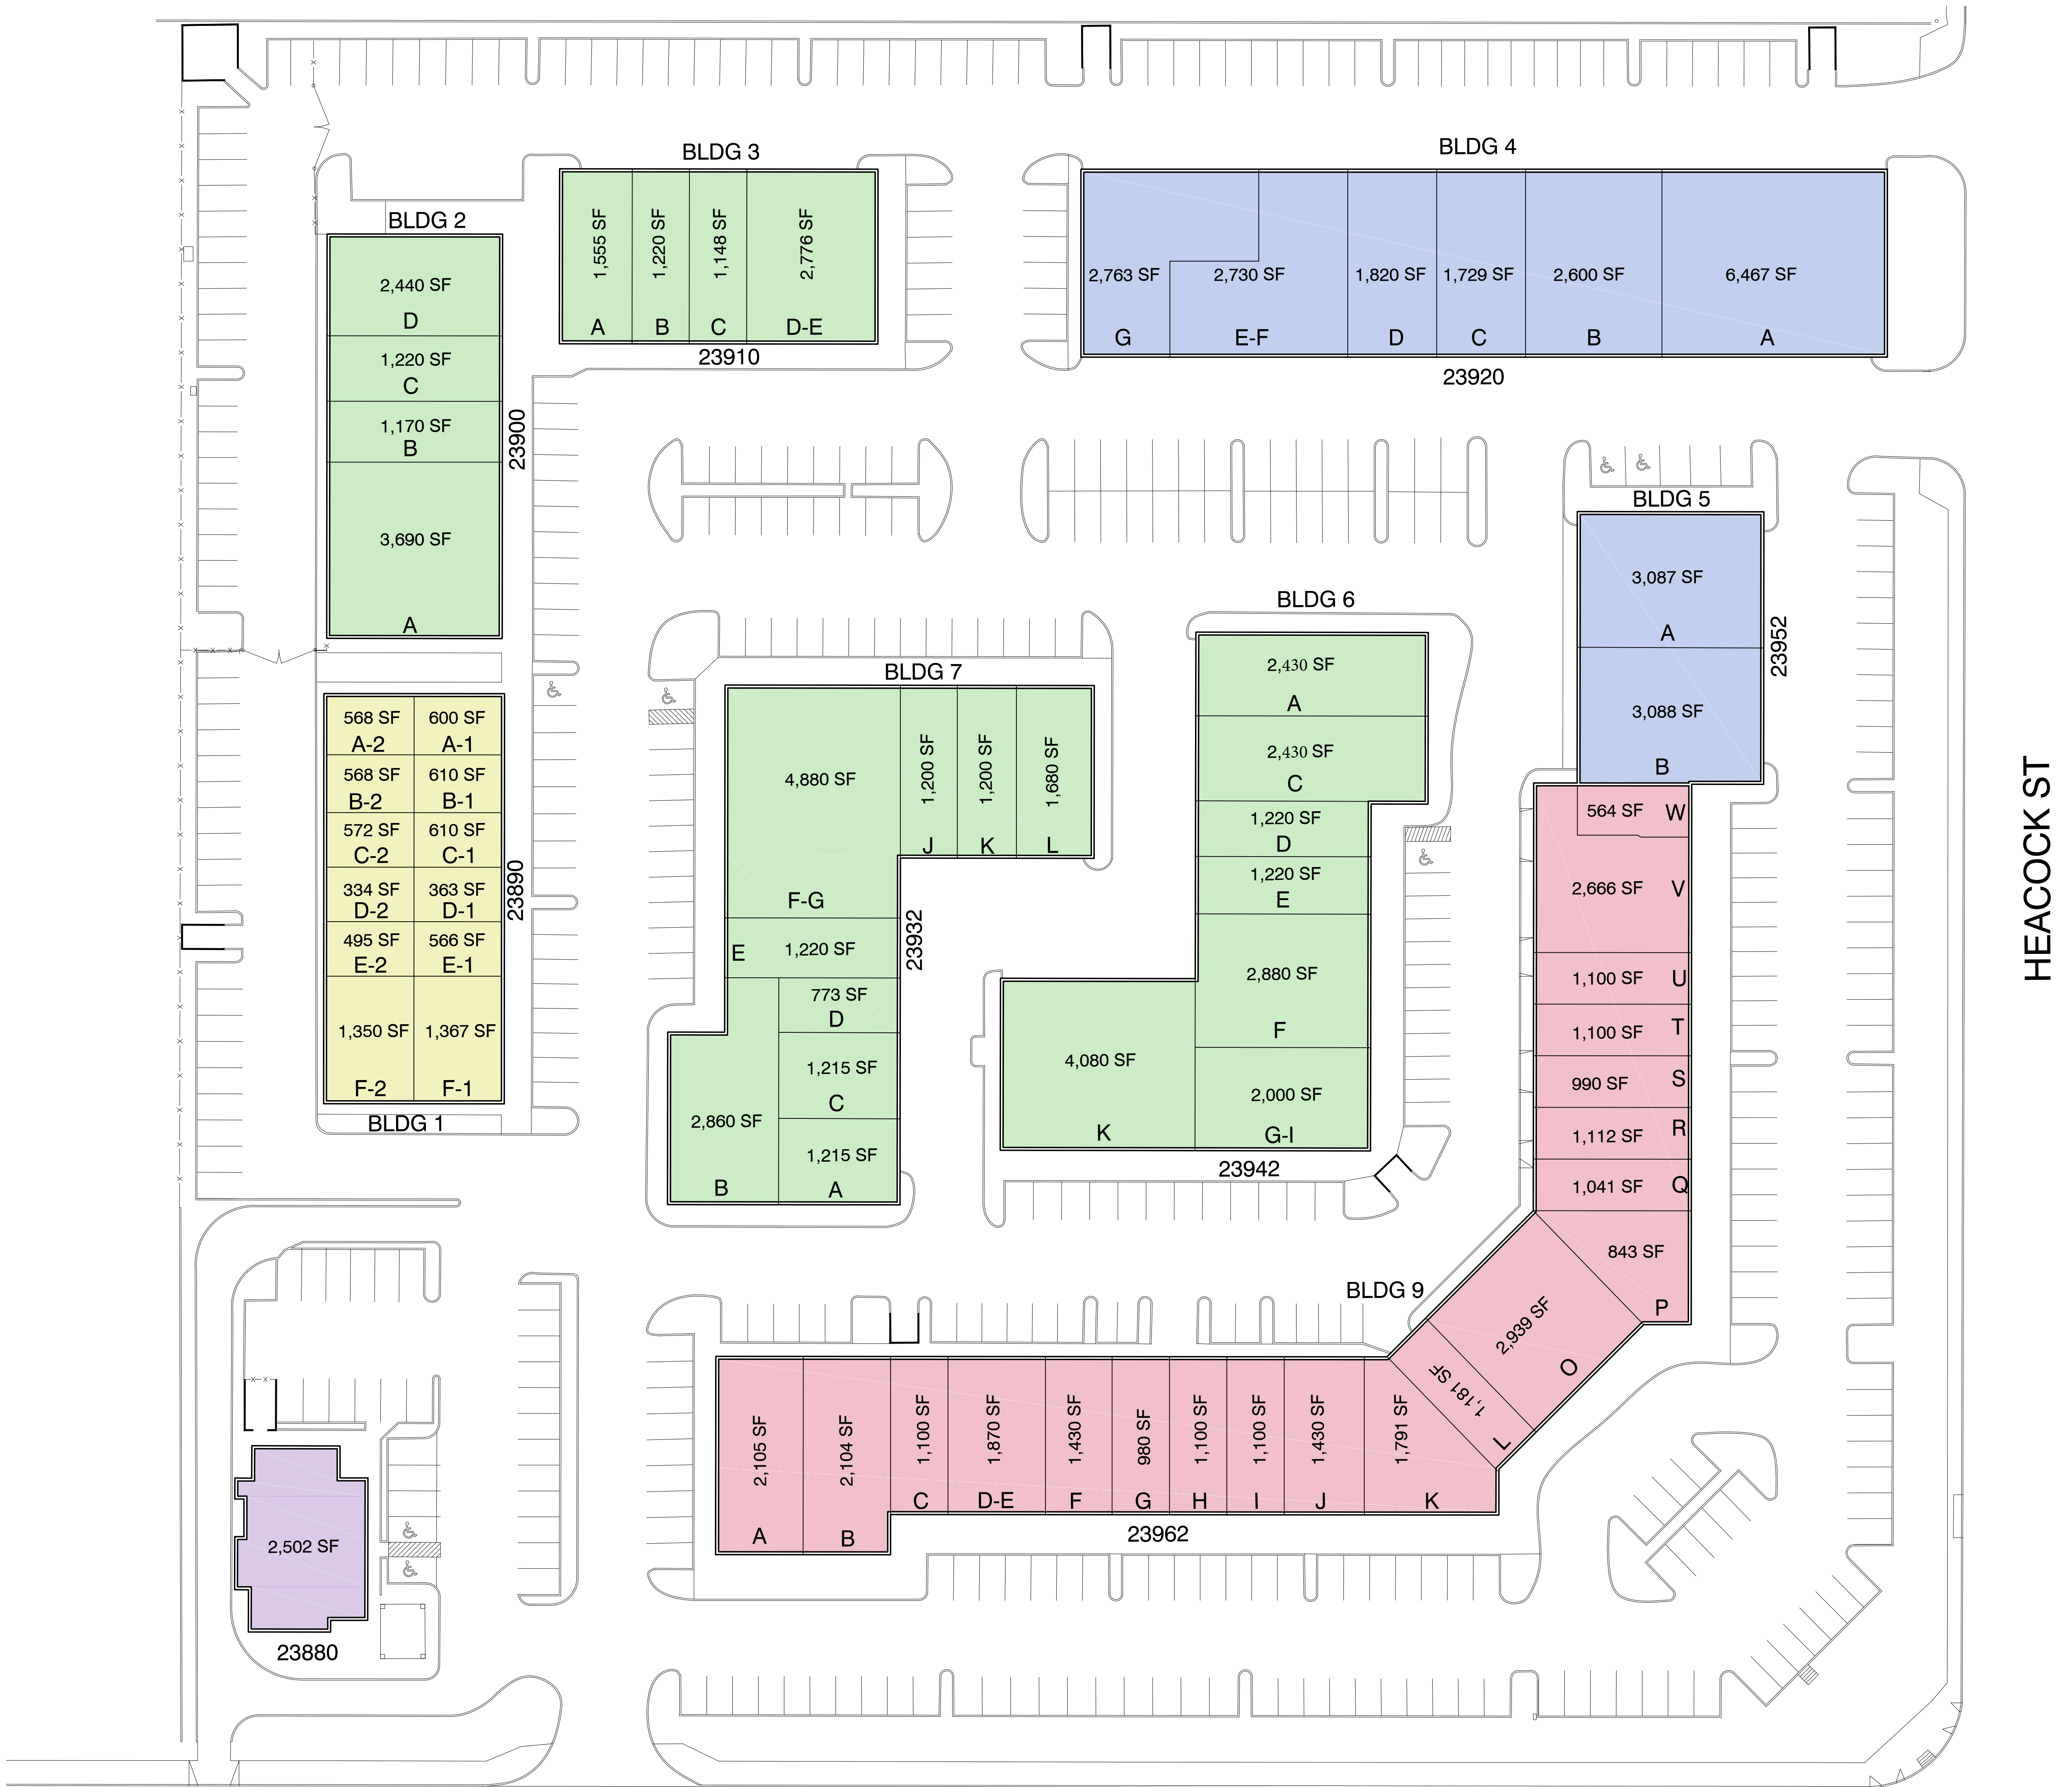 BLDG 2
2,440 SF
D
1,220 SF
C
1,170 SF
B
3,690 SF
A
23900
BLDG 3
1,555 SF
A
1,220 SF
B
1,148 SF
C
2,776 SF
D-E
23910
BLDG 4
2,763 SF
G
2,730 SF
E-F
1,820 SF
D
1,729 SF
C
2,600 SF
B
6,467 SF
A
23920
BLDG 5
3,087 SF
A
3,088 SF
B
23952
HEACOCK ST
568 SF
A-2
600 SF
A-1
568 SF
B-2
610 SF
B-1
572 SF
C-2
610 SF
C-1
334 SF
D-2
363 SF
D-1
495 SF
E-2
566 SF
E-1
1,350 SF
F-2
1,367 SF
F-1
23890
BLDG 1
BLDG 7
4,880 SF
F-G
1,200 SF
J
1,200 SF
K
1,680 SF
L
E
1,220 SF
773 SF
D
1,215 SF
C
2,860 SF
B
1,215 SF
A
23932
BLDG 6
2,430 SF
A
2,430 SF
C
1,220 SF
D
1,220 SF
E
2,880 SF
F
4,080 SF
K
2,000 SF
G-I
23942
564 SF W
2,666 SF V
1,100 SF U
1,100 SF T
990 SF S
1,112 SF R
1,041 SF Q
843 SF
P
2,939 SF
O
1,181 SF
L
BLDG 9
2,105 SF
A
2,104 SF
B
1,100 SF
C
1,870 SF
D-E
1,430 SF
F
980 SF
G
1,100 SF
H
1,100 SF
I
1,430 SF
J
1,791 SF
K
23962
2,502 SF
23880